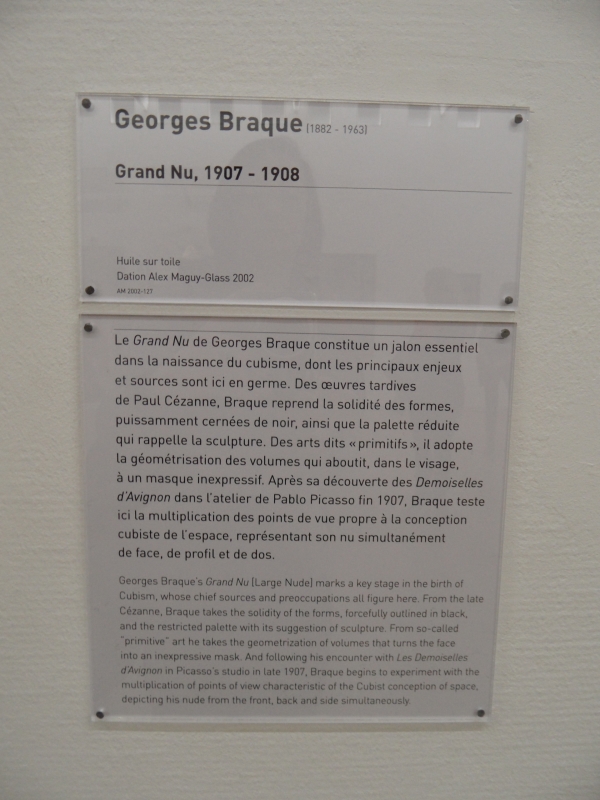 Georges Braque (1882 - 1963)
Grand Nu, 1907 - 1908
Huile sur toile
Dation Alex Maguy-Glass 2002
AM 2002-127
Le Grand Nu de Georges Braque constitue un jalon essentiel
dans la naissance du cubisme, dont les principaux enjeux
et sources sont ici en germe. Des œuvres tardives
de Paul Cézanne, Braque reprend la solidité des formes,
puissamment cernées de noir, ainsi que la palette réduite
qui rappelle la sculpture. Des arts dits « primitifs », il adopte
la géométrisation des volumes qui aboutit, dans le visage,
à un masque inexpressif. Après sa découverte des Demoiselles
d'Avignon dans l'atelier de Pablo Picasso fin 1907, Braque teste
ici la multiplication des points de vue propre à la conception
cubiste de l'espace, représentant son nu simultanément
de face, de profil et de dos.
Georges Braque's Grand Nu (Large Nude) marks a key stage in the birth of
Cubism, whose chief sources and preoccupations all figure here. From the late
Cézanne, Braque takes the solidity of the forms, forcefully outlined in black,
and the restricted palette with its suggestion of sculpture. From so-called
"primitive" art he takes the geometrization of volumes that turns the face
into an inexpressive mask. And following his encounter with Les Demoiselles
d'Avignon in Picasso's studio in late 1907, Braque begins to experiment with the
multiplication of points of view characteristic of the Cubist conception of space,
depicting his nude from the front, back and side simultaneously.